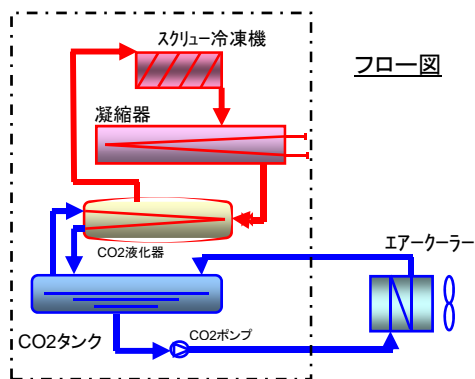 スクリュー冷凍機
フロー図
凝縮器
CO2液化器
エアークーラー
CO2タンク
CO2ポンプ